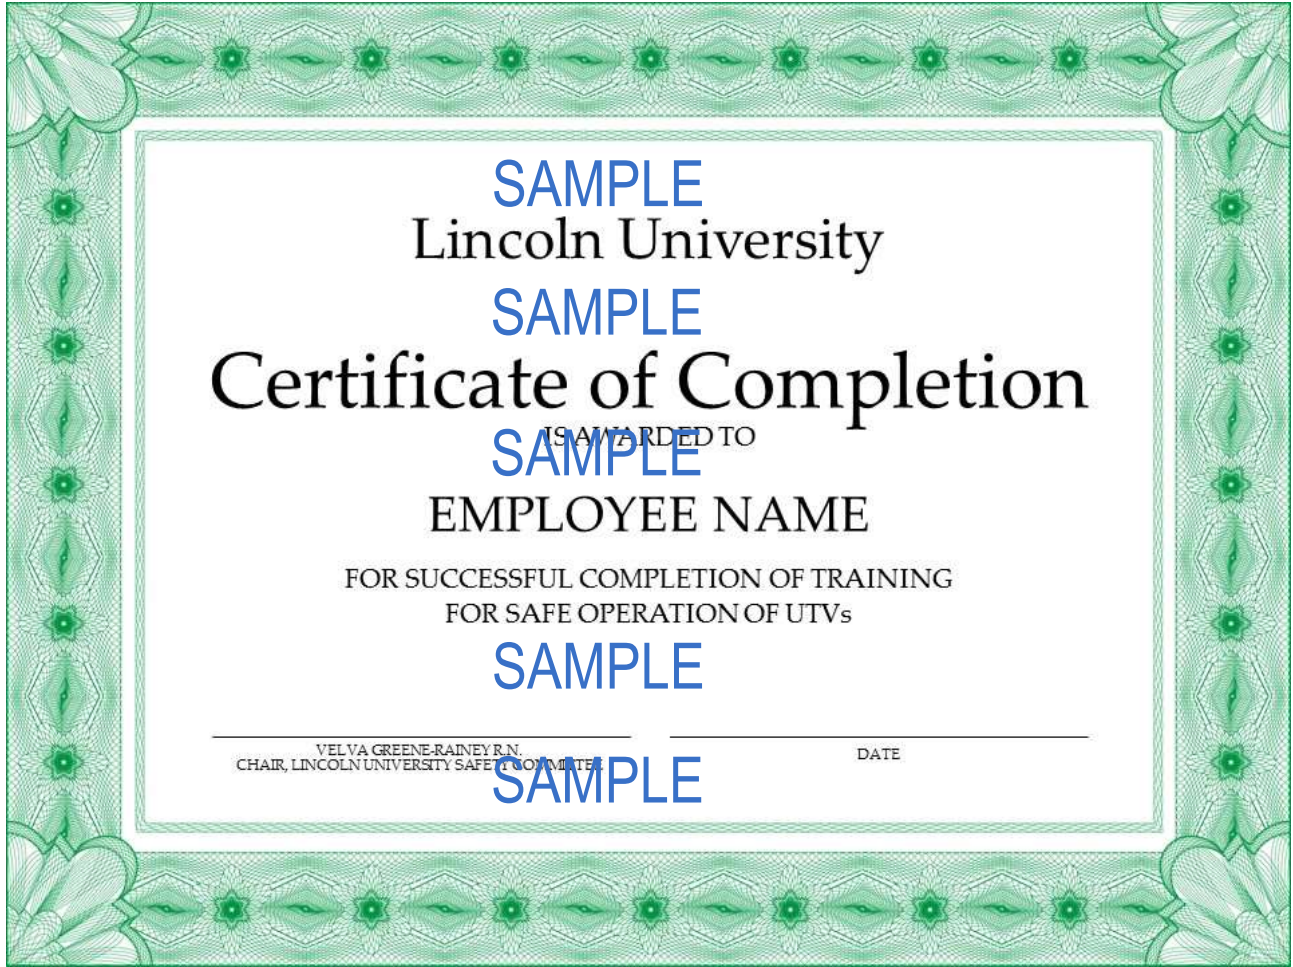 SAMPLE
Lincoln University
SAMPLE
Certificate of Completion
IS AWARDED TO
SAMPLE
EMPLOYEE NAME
FOR SUCCESSFUL COMPLETION OF TRAINING
FOR SAFE OPERATION OF UTVs
SAMPLE
VELVA GREENE-RAINEY R.N.
CHAIR, LINCOLN UNIVERSITY SAFETY COMMITTEE
DATE
SAMPLE